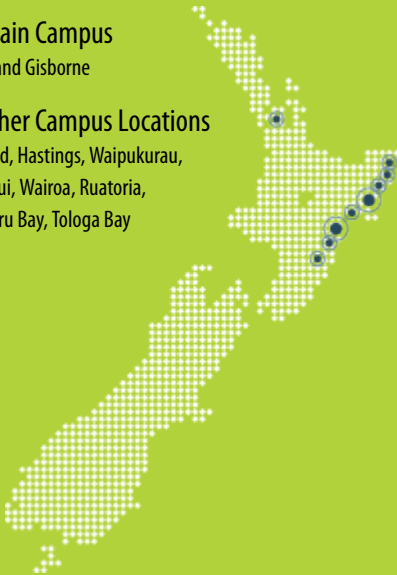 ain Campus
and Gisborne
her Campus Locations
d, Hastings, Waipukurau,
ui, Wairoa, Ruatoria,
ru Bay, Tologa Bay